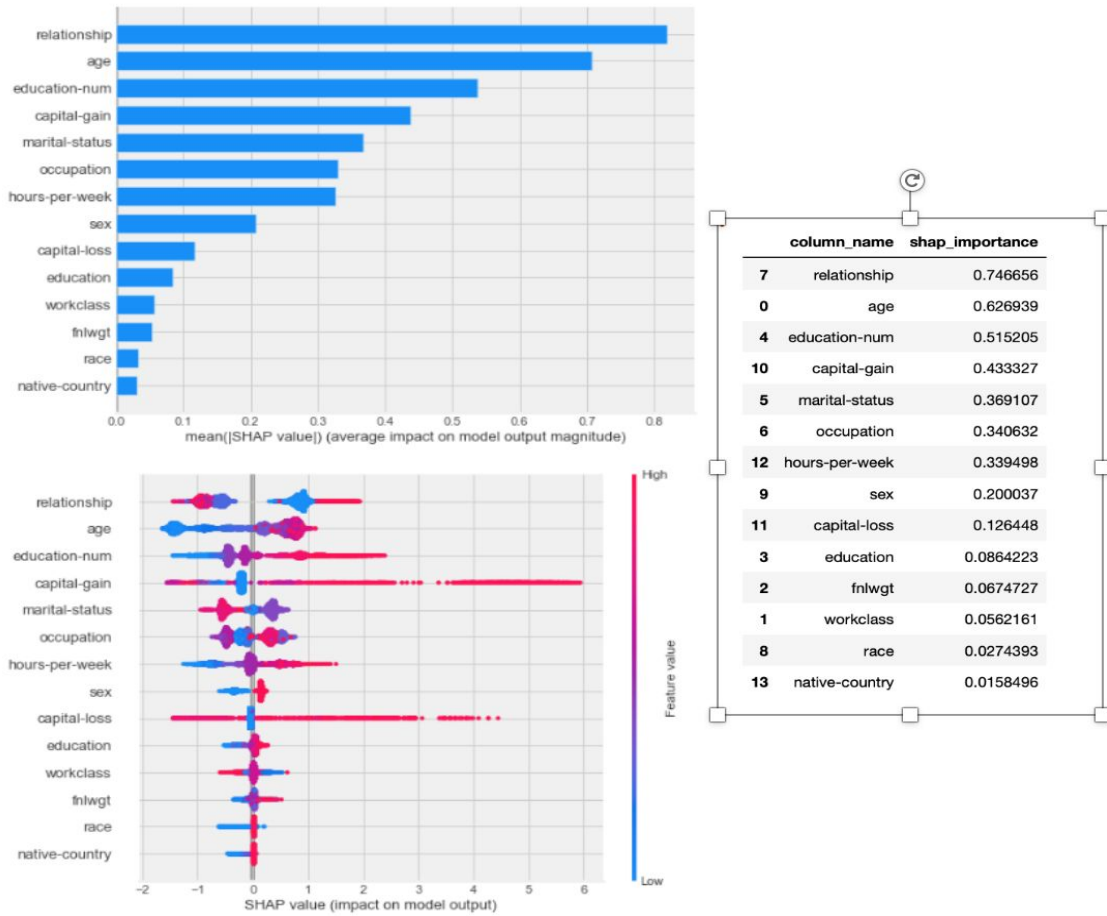 relationship
age
education-num
capital-gain
marital-status
occupation
hours-per-week
sex
capital-loss
education
workclass
fnlwgt
race
native-country
0.0 0.1 0.2 0.3 0.4 0.5 0.6 0.7 0.8
mean(|SHAP value|) (average impact on model output magnitude)
High
relationship
age
education-num
capital-gain
marital-status
occupation
hours-per-week
sex
capital-loss
education
workclass
fnlwgt
race
native-country
Feature value
Low
−2 −1 0 1 2 3 4 5 6
SHAP value (impact on model output)
column_name shap_importance
7 relationship 0.746656
0 age 0.626939
4 education-num 0.515205
10 capital-gain 0.433327
5 marital-status 0.369107
6 occupation 0.340632
12 hours-per-week 0.339498
9 sex 0.200037
11 capital-loss 0.126448
3 education 0.0864223
2 fnlwgt 0.0674727
1 workclass 0.0562161
8 race 0.0274393
13 native-country 0.0158496